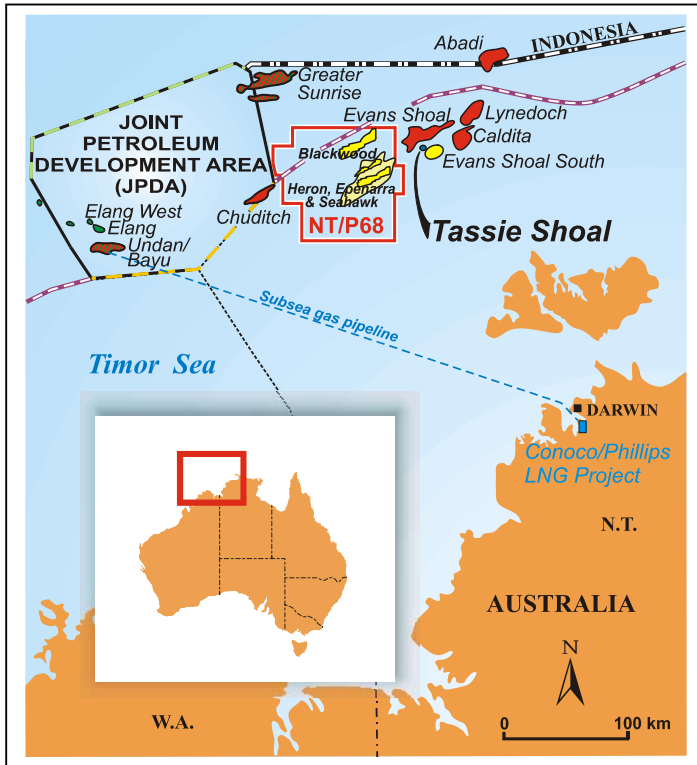 Abadi
INDONESIA
Greater
Sunrise
Evans Shoal
Lynedoch
Caldita
JOINT
PETROLEUM
DEVELOPMENT AREA
(JPDA)
Blackwood
Evans Shoal South
Heron, Epenarra
& Seahawk
Chuditch
NT/P68
Elang West
Elang
Undan/
Bayu
Tassie Shoal
Subsea gas pipeline
Timor Sea
DARWIN
Conoco/Phillips
LNG Project
N.T.
AUSTRALIA
N
W.A.
0 100 km